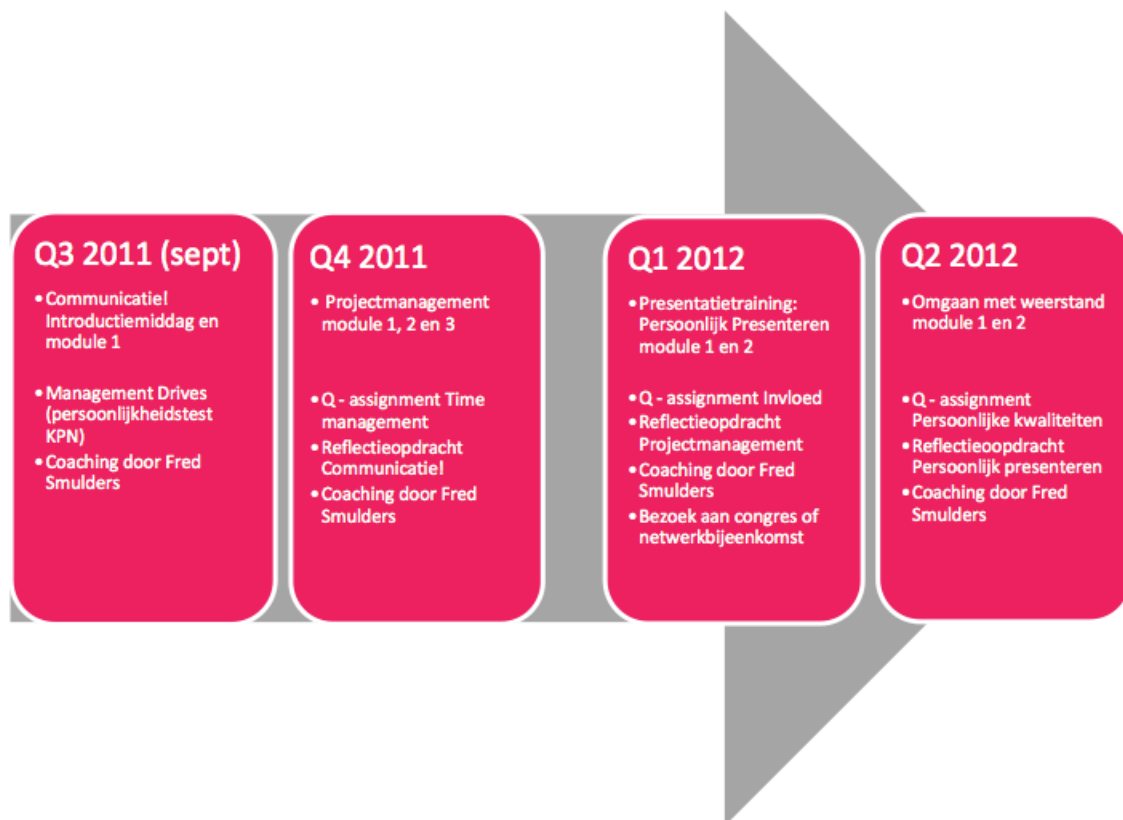 Q3 2011 (sept)
•Communicatie!
Introductiemiddag en
module 1
•Management Drives
(persoonlijkheidstest
KPN)
•Coaching door Fred
Smulders
Q4 2011
• Projectmanagement
module 1, 2 en 3
•Q - assignment Time
management
•Reflectieopdracht
Communicatie!
•Coaching door Fred
Smulders
Q1 2012
•Presentatietraining:
Persoonlijk Presenteren
module 1 en 2
•Q - assignment Invloed
•Reflectieopdracht
Projectmanagement
•Coaching door Fred
Smulders
•Bezoek aan congres of
netwerkbijeenkomst
Q2 2012
•Omgaan met weerstand
module 1 en 2
•Q - assignment
Persoonlijke kwaliteiten
•Reflectieoopdracht
Persoonlijk presenteren
•Coaching door Fred
Smulders